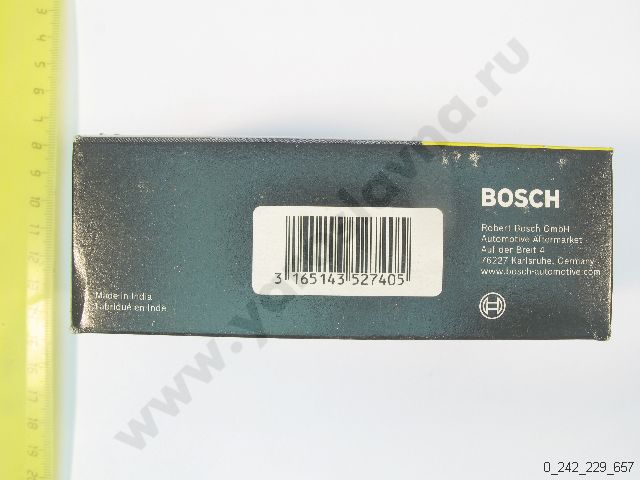 BOSCH
Robert Bosch GmbH
Automotive Aftermarket
Auf der Breit 4
76227 Karlsruhe, Germany
www.bosch-automotive.com
3 165143 527405
Made in India
Fabriqué en Inde
0_242_229_657